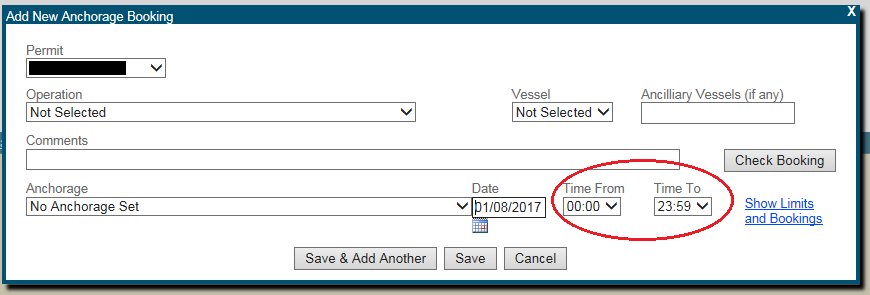 Add New Anchorage Booking X
Permit
Operation Vessel Ancilliary Vessels (if any)
Not Selected Not Selected
Comments
Check Booking
Anchorage Date Time From Time To
No Anchorage Set 01/08/2017 00:00 23:59 Show Limits
and Bookings
Save & Add Another Save Cancel